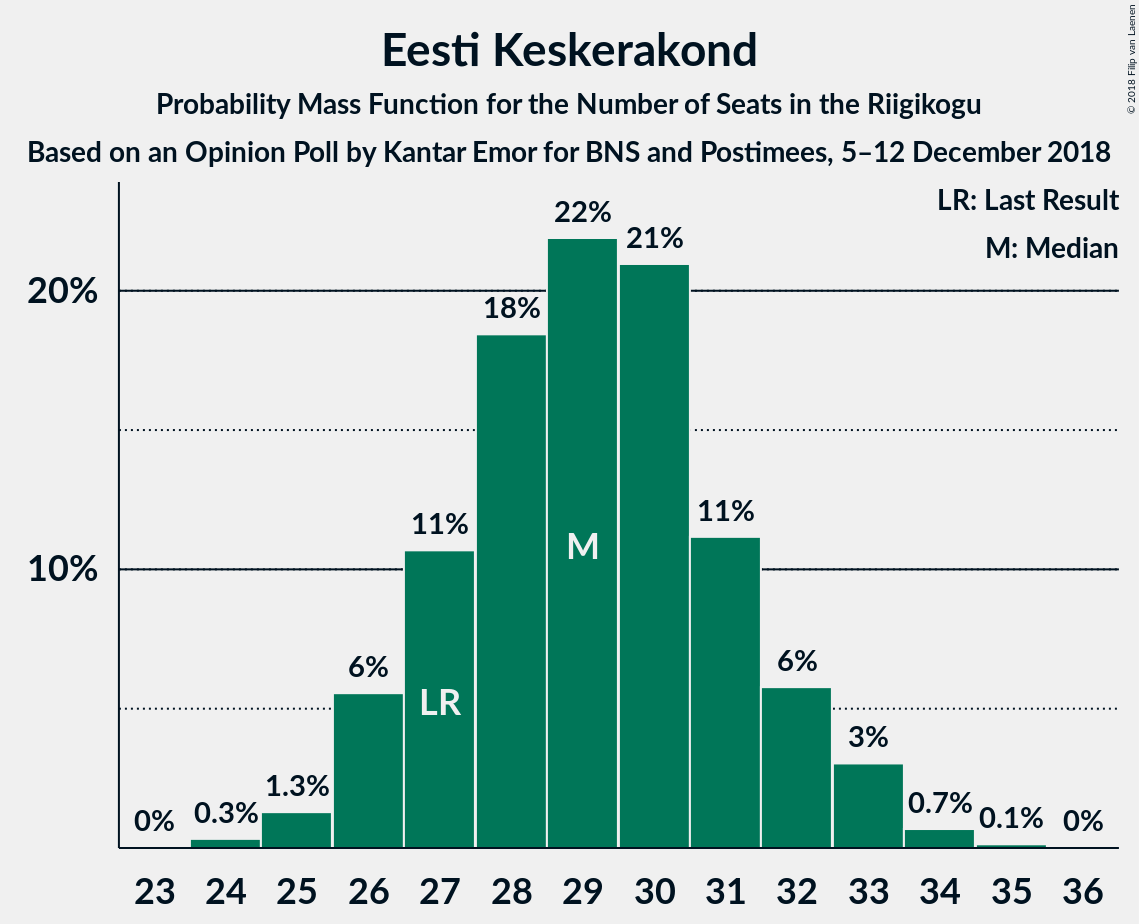 Eesti Keskerakond
Probability Mass Function for the Number of Seats in the Riigikogu
Based on an Opinion Poll by Kantar Emor for BNS and Postimees, 5–12 December 2018
© 2018 Filip van Laenen
LR: Last Result
M: Median
20%
10%
0%
0.3%
1.3%
6%
11%
18%
22%
21%
11%
6%
3%
0.7%
0.1%
0%
LR
M
23 24 25 26 27 28 29 30 31 32 33 34 35 36